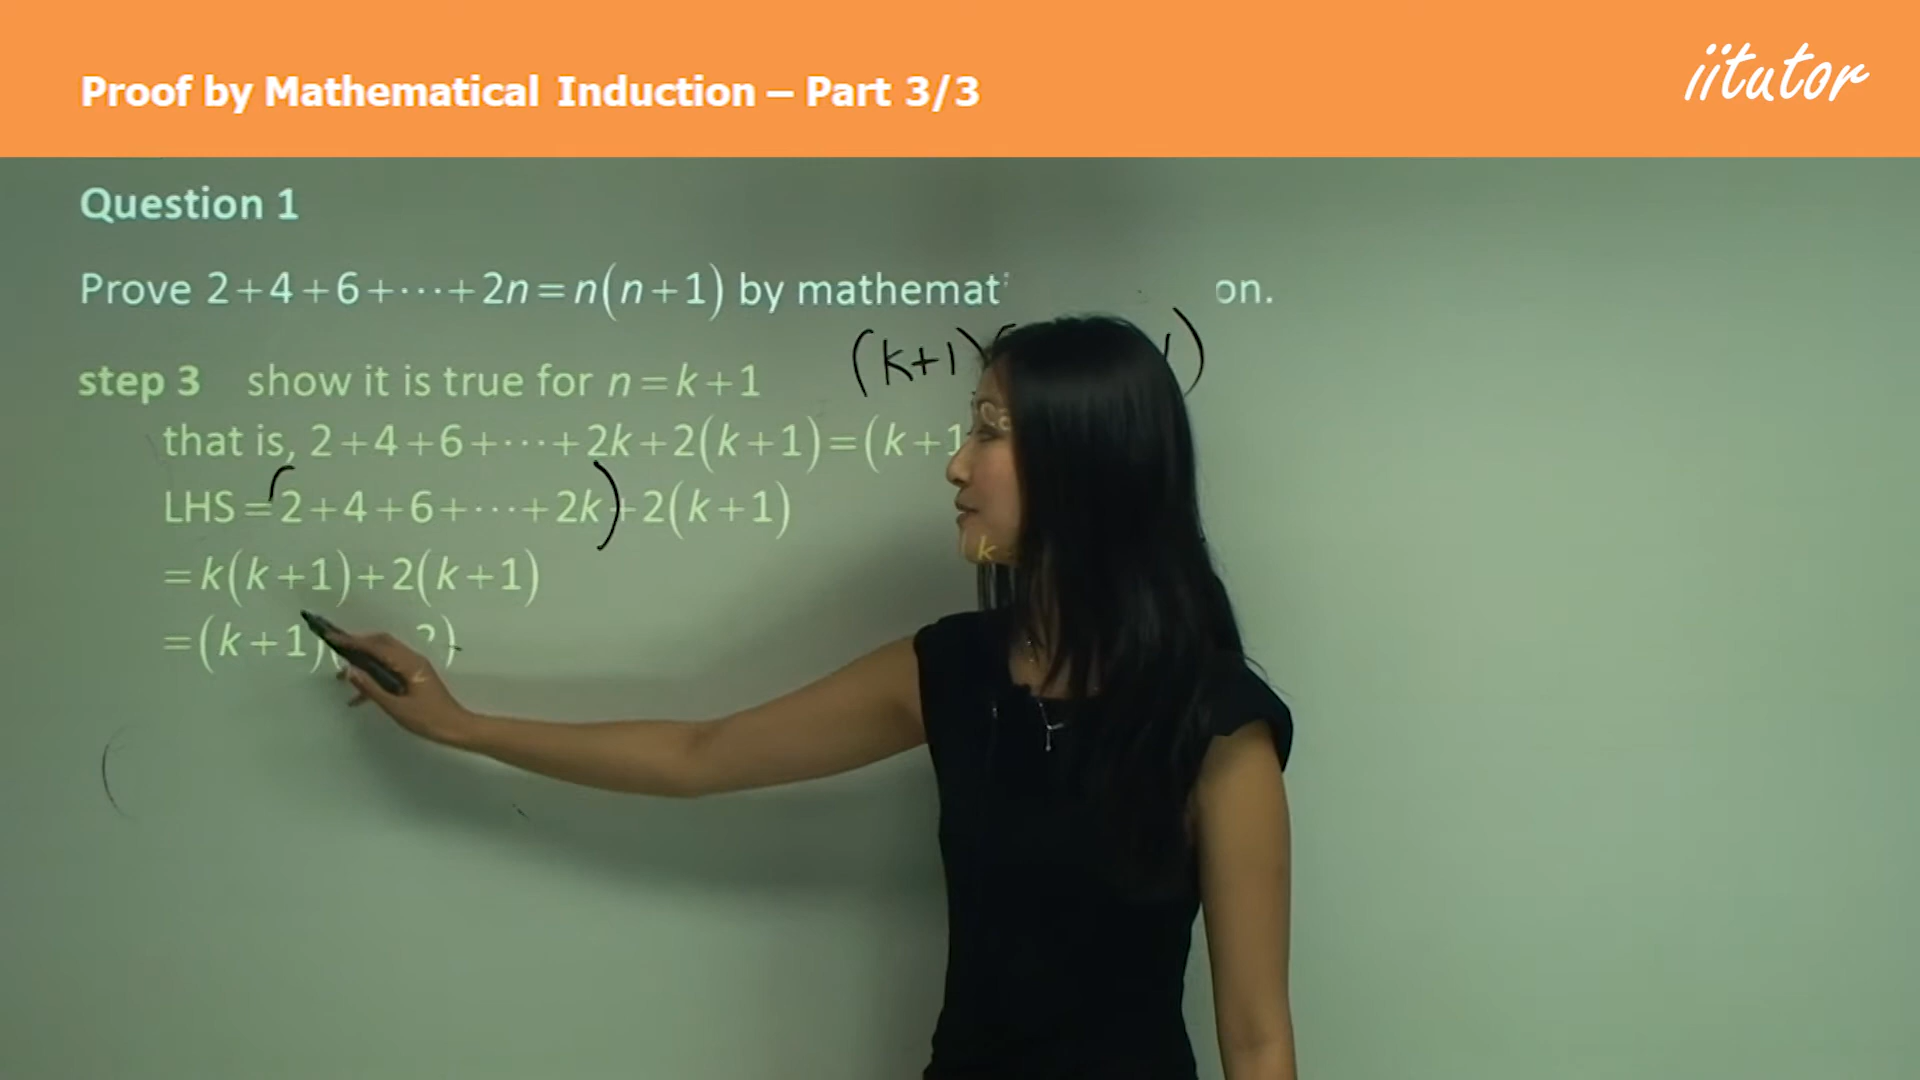 Proof by Mathematical Induction – Part 3/3
iitutor
Question 1
Prove 2+4+6+⋯+2n=n(n+1) by
step 3 show it is true for n=k+1
(k+1)
that is, 2+4+6+⋯+2k+2(k+1)=(k+1
LHS=(2+4+6+⋯+2k)+2(k+1)
=k(k+1)+2(k+1)
=(k+1)( 2)